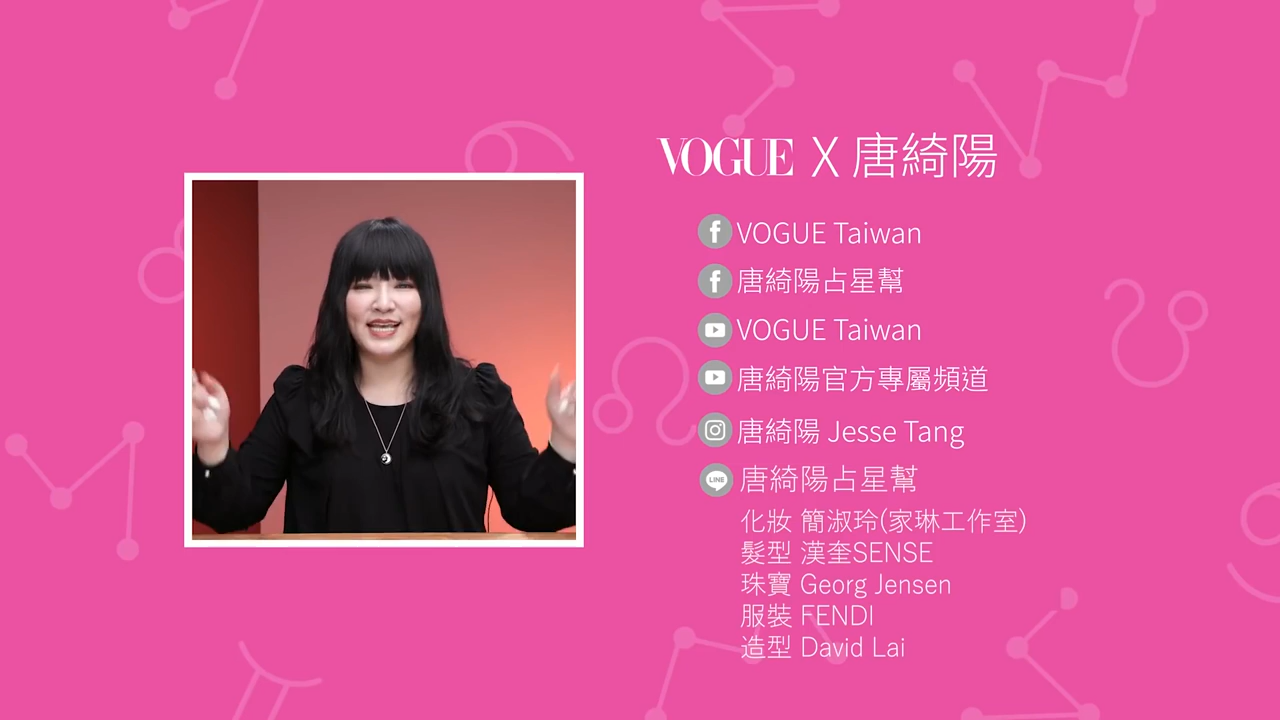 VOGUE X 唐綺陽
VOGUE Taiwan
唐綺陽占星幫
VOGUE Taiwan
唐綺陽官方專屬頻道
唐綺陽 Jesse Tang
LINE 唐綺陽占星幫
化妝 簡淑玲(家琳工作室)
髮型 漢奎SENSE
珠寶 Georg Jensen
服裝 FENDI
造型 David Lai